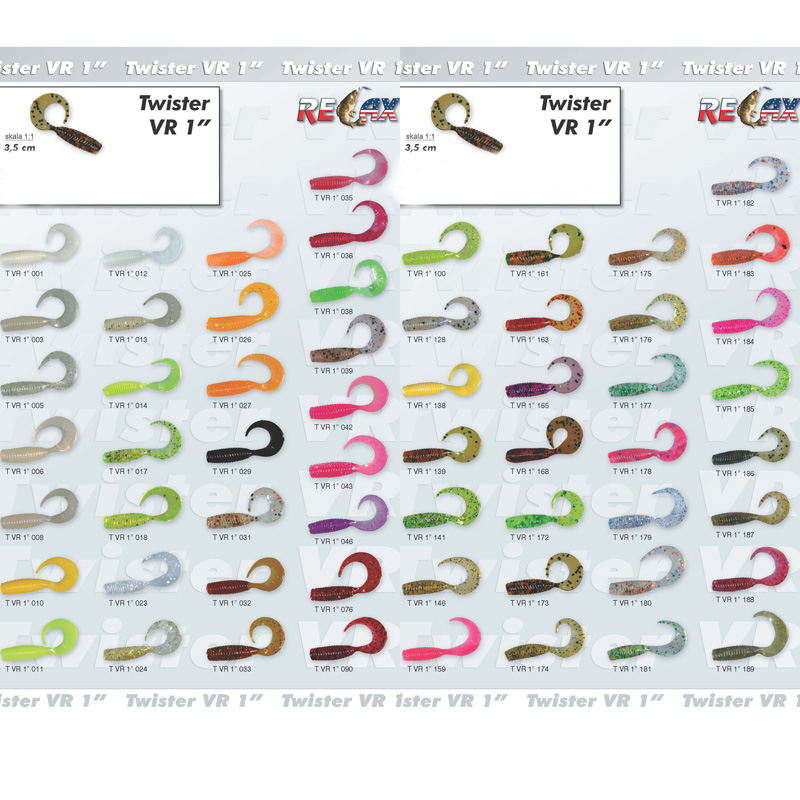 ister VR 1” Twister VR 1” Twister VR 1
Twister
VR 1”
skala 1:1
3,5 cm
RELAX
T VR 1” 035
T VR 1” 001
T VR 1” 012
T VR 1” 025
T VR 1” 036
T VR 1” 003
T VR 1” 013
T VR 1” 026
T VR 1” 038
T VR 1” 005
T VR 1” 014
T VR 1” 027
T VR 1” 039
T VR 1” 006
T VR 1” 017
T VR 1” 029
T VR 1” 042
T VR 1” 008
T VR 1” 018
T VR 1” 031
T VR 1” 043
T VR 1” 010
T VR 1” 023
T VR 1” 032
T VR 1” 046
T VR 1” 011
T VR 1” 024
T VR 1” 033
T VR 1” 076
T VR 1” 090
ister VR 1” Twister VR 1” Twister VR
ister VR 1” Twister VR 1” Twister VR 1
Twister
VR 1”
skala 1:1
3,5 cm
RELAX
T VR 1” 182
T VR 1” 100
T VR 1” 161
T VR 1” 175
T VR 1” 183
T VR 1” 128
T VR 1” 163
T VR 1” 176
T VR 1” 184
T VR 1” 138
T VR 1” 165
T VR 1” 177
T VR 1” 185
T VR 1” 139
T VR 1” 168
T VR 1” 178
T VR 1” 186
T VR 1” 141
T VR 1” 172
T VR 1” 179
T VR 1” 187
T VR 1” 146
T VR 1” 173
T VR 1” 180
T VR 1” 188
T VR 1” 159
T VR 1” 174
T VR 1” 181
T VR 1” 189
ister VR 1” Twister VR 1” Twister VR 1